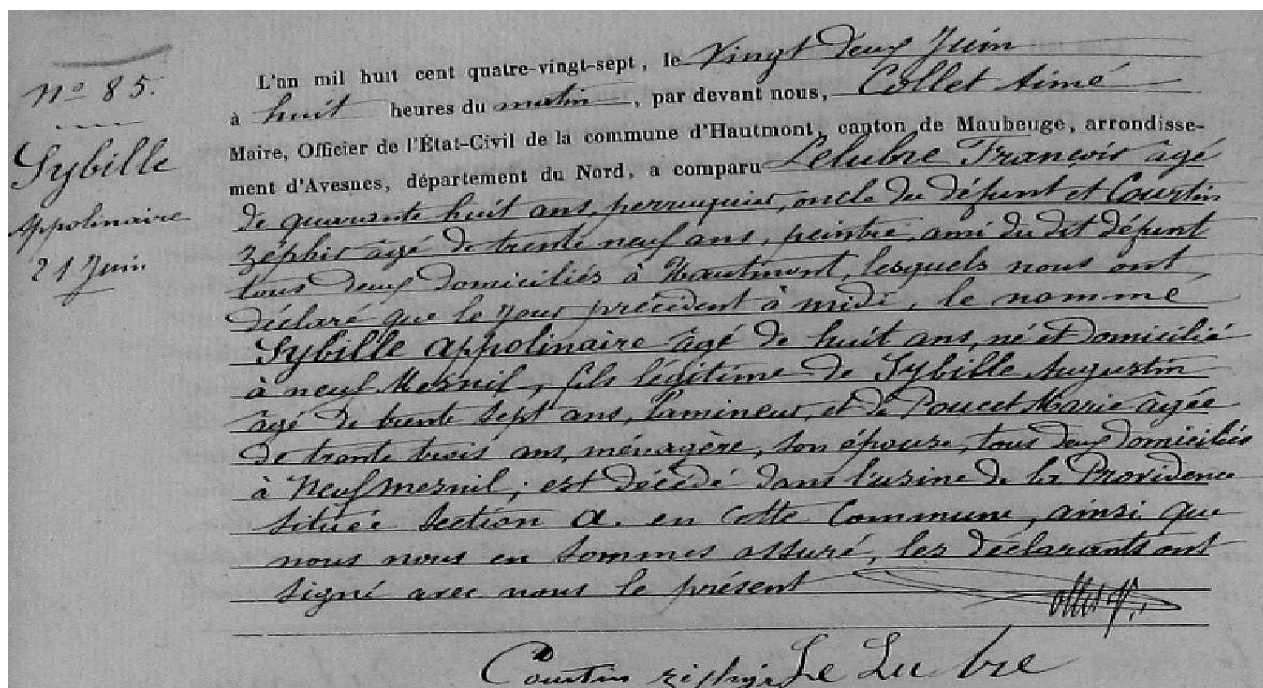 N° 85.
Sybille
Appolinaire
21 Juin
L'an mil huit cent quatre-vingt-sept, le Vingt deux Juin
à huit heures du matin, par devant nous, Collet Aimé
Maire, Officier de l'État-Civil de la commune d'Hautmont, canton de Maubeuge, arrondisse-
ment d'Avesnes, département du Nord, a comparu Lelubre François âgé
de quarante huit ans, perruquier, oncle du défunt et Courtin
zéphir âgé de trente neuf ans, peintre, ami du dit défunt
tous deux domiciliés à Hautmont, lesquels nous ont
déclaré que le jour précédent à midi, le nommé
Sybille Appolinaire âgé de huit ans, né et domicilié
à neuf Mesnil, fils légitime de Sybille Augustin
âgé de trente sept ans, lamineur, et de Poucet Marie âgée
de trente trois ans, ménagère, son épouse, tous deux domiciliés
à Neufmesnil; est décédé dans l'usine de la Providence
située section A. en cette commune, ainsi que
nous nous en sommes assuré, les déclarants ont
signé avec nous le présent
Courtin zéphir Le Lubre